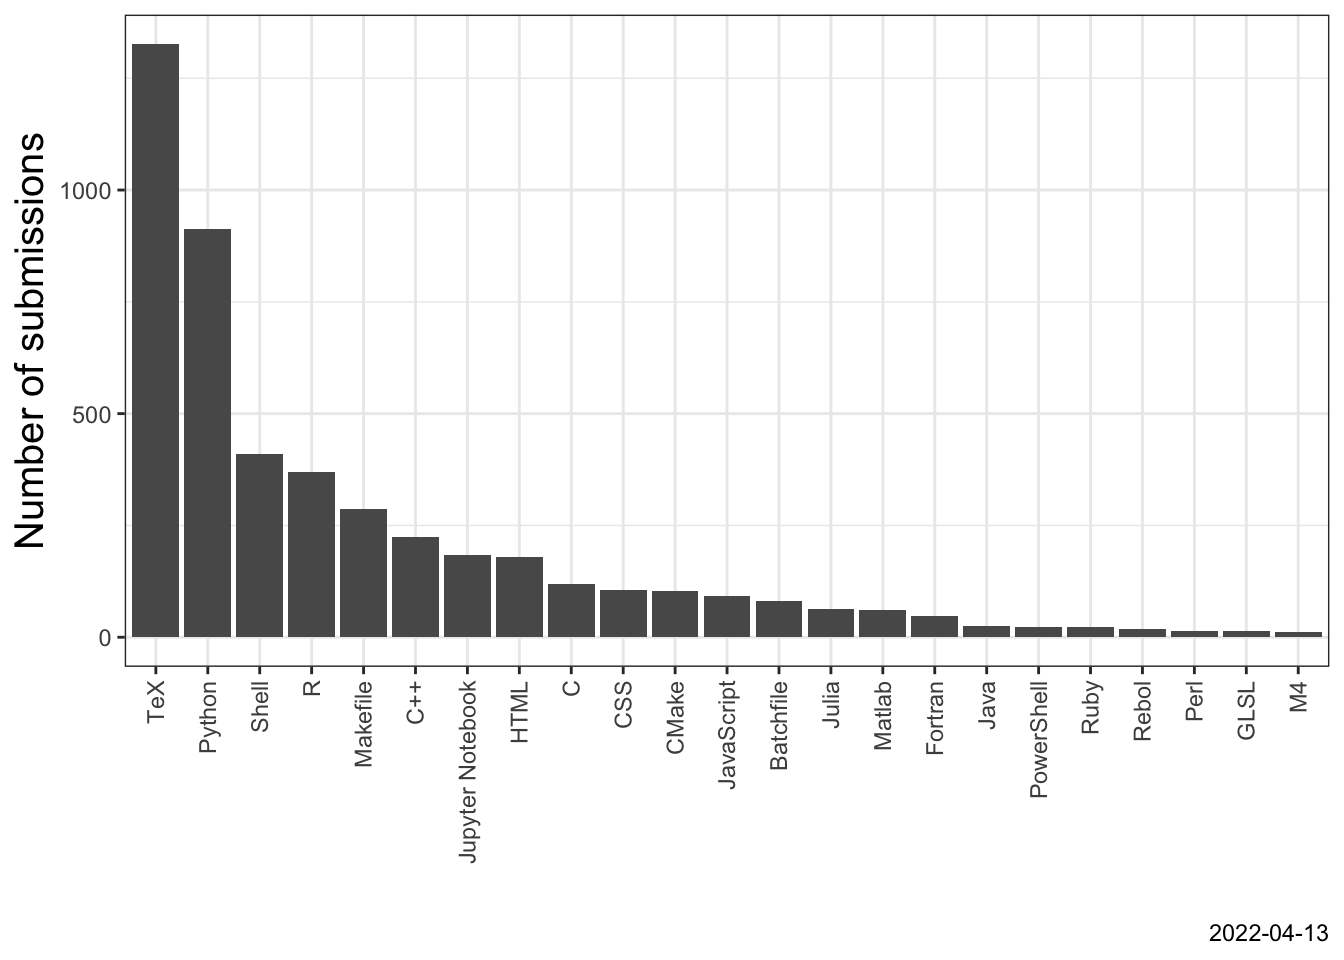 Number of submissions
1000
500
0
TeX
Python
Shell
R
Makefile
C++
Jupyter Notebook
HTML
C
CSS
CMake
JavaScript
Batchfile
Julia
Matlab
Fortran
Java
PowerShell
Ruby
Rebol
Perl
GLSL
M4
2022-04-13